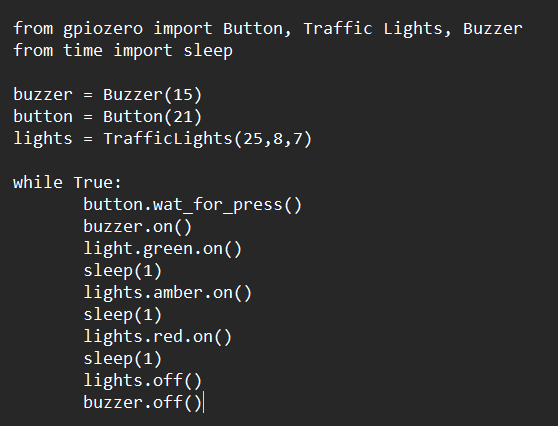 from gpiozero import Button, Traffic Lights, Buzzer
from time import sleep

buzzer = Buzzer(15)
button = Button(21)
lights = TrafficLights(25,8,7)

while True:
        button.wat_for_press()
        buzzer.on()
        light.green.on()
        sleep(1)
        lights.amber.on()
        sleep(1)
        lights.red.on()
        sleep(1)
        lights.off()
        buzzer.off()